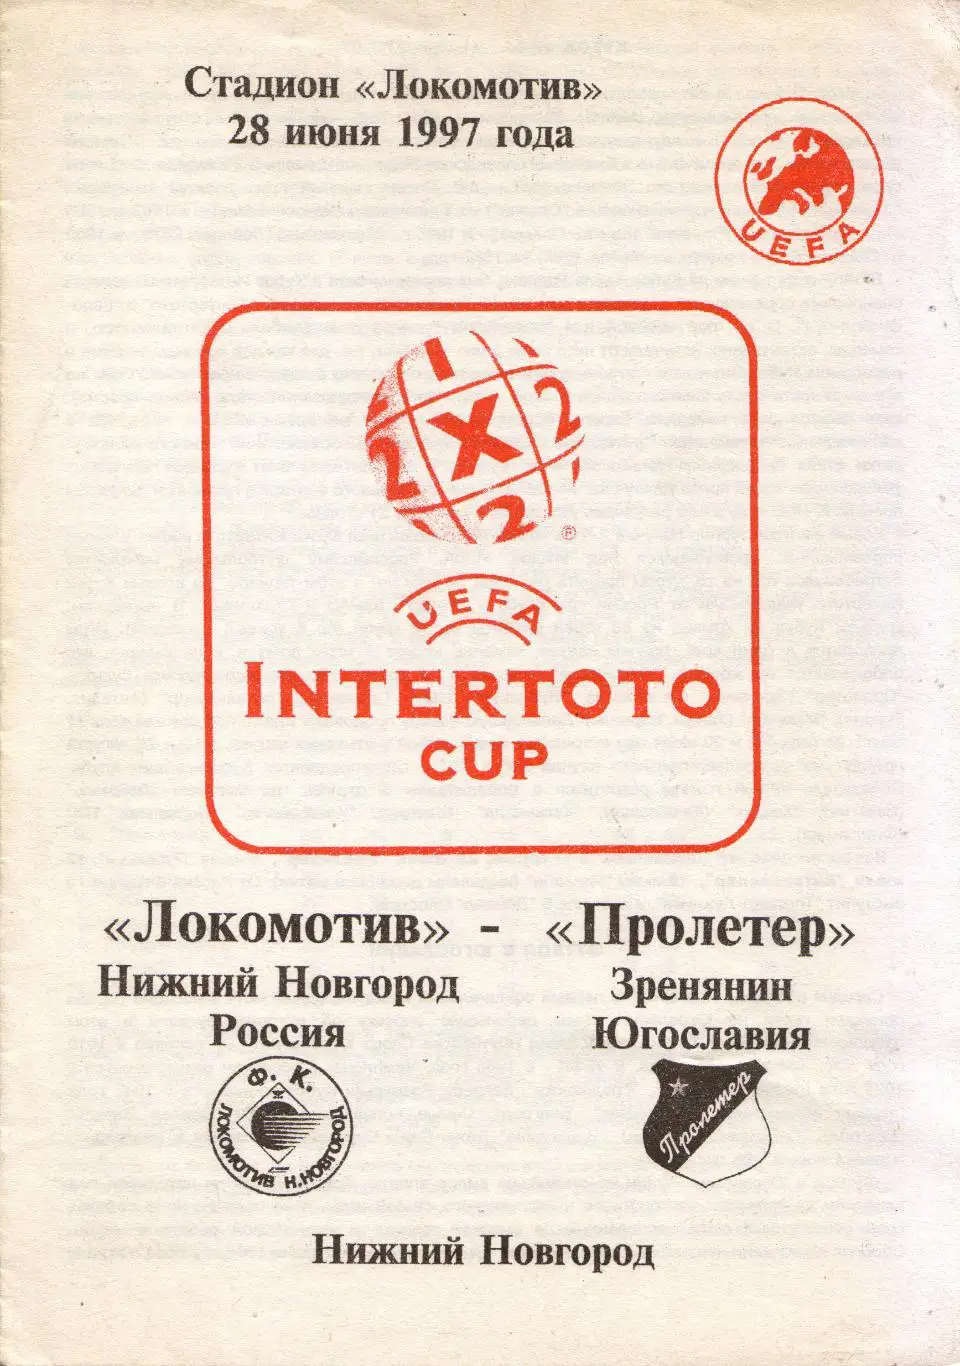 Стадион «Локомотив»
28 июня 1997 года
UEFA
1
2 X 2
2
2
®
UEFA
INTERTOTO
CUP
«Локомотив» - «Пролетер»
Нижний Новгород
Зренянин
Россия
Югославия
Ф. К.
ЛОКОМОТИВ Н.НОВГОРОД
Пролетер
Нижний Новгород